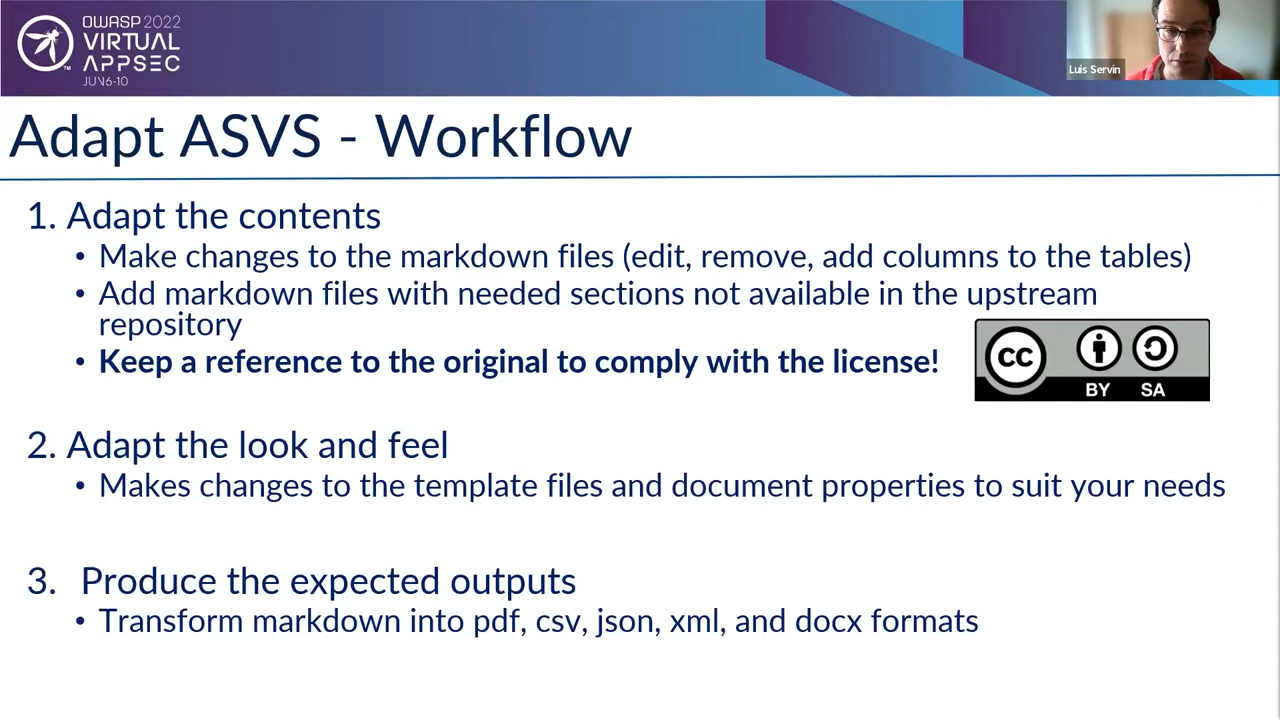 OWASP 2022
VIRTUAL
APPSEC
JUN 6-10
TM
Luis Servin
Adapt ASVS - Workflow
1. Adapt the contents
• Make changes to the markdown files (edit, remove, add columns to the tables)
• Add markdown files with needed sections not available in the upstream
repository
• Keep a reference to the original to comply with the license!
CC
BY SA
2. Adapt the look and feel
• Makes changes to the template files and document properties to suit your needs
3. Produce the expected outputs
• Transform markdown into pdf, csv, json, xml, and docx formats